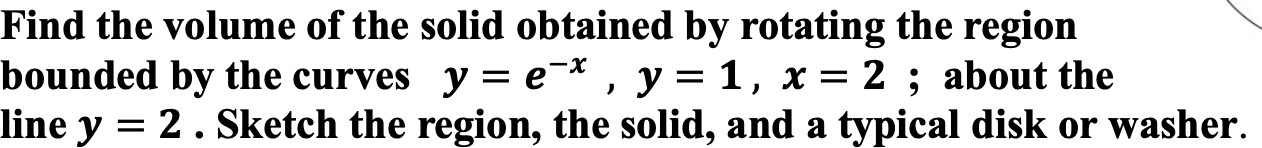 Find the volume of the solid obtained by rotating the region
bounded by the curves y = e⁻ˣ , y = 1, x = 2 ; about the
line y = 2 . Sketch the region, the solid, and a typical disk or washer.